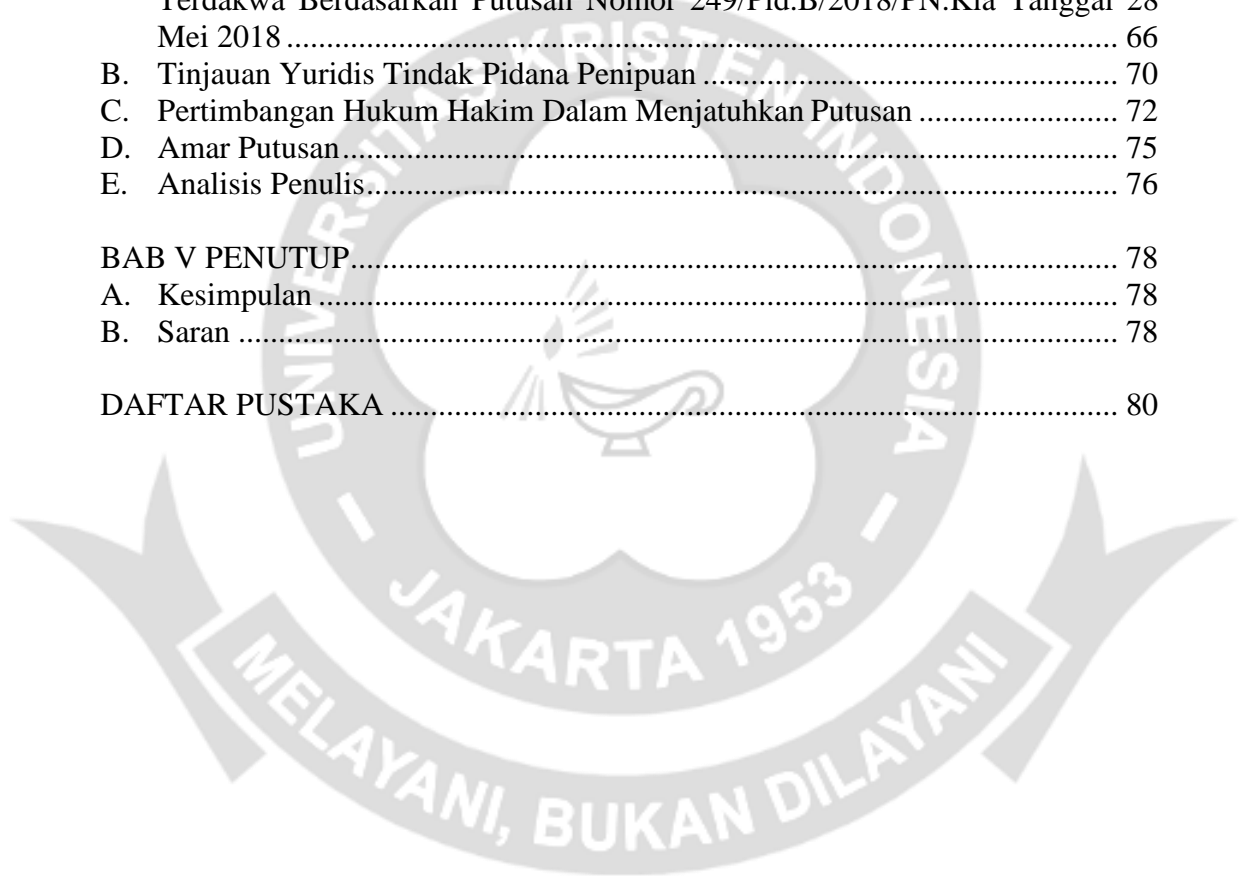 Terdakwa Berdasarkan Putusan Nomor 249/Pid.B/2018/PN.Kla Tanggal 28
Mei 2018 ........................................................ 66
B. Tinjauan Yuridis Tindak Pidana Penipuan ........................................................ 70
C. Pertimbangan Hukum Hakim Dalam Menjatuhkan Putusan ........................................................ 72
D. Amar Putusan ........................................................ 75
E. Analisis Penulis ........................................................ 76
BAB V PENUTUP ........................................................ 78
A. Kesimpulan ........................................................ 78
B. Saran ........................................................ 78
DAFTAR PUSTAKA ........................................................ 80
UNIVERSITAS KRISTEN INDONESIA
JAKARTA 1953
MELAYANI, BUKAN DILAYANI